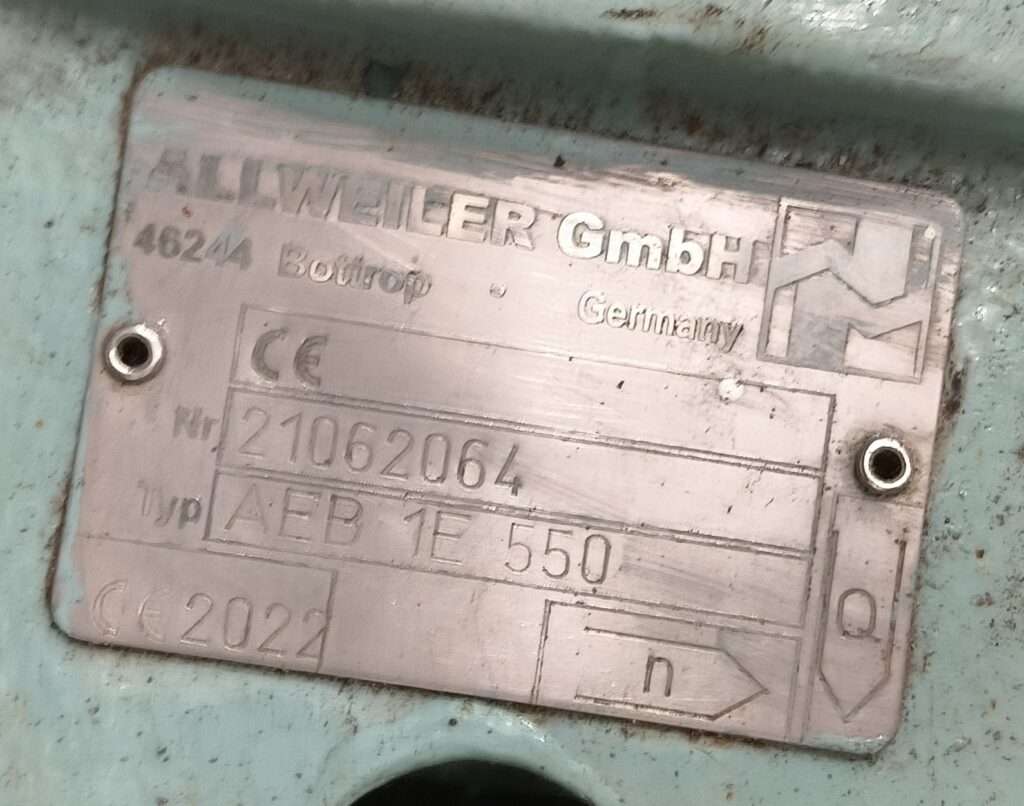 ALLWEILER GmbH
46244 Bottrop . Germany
CE
Nr 21062064
Typ AEB 1E 550
CE 2022
n
Q